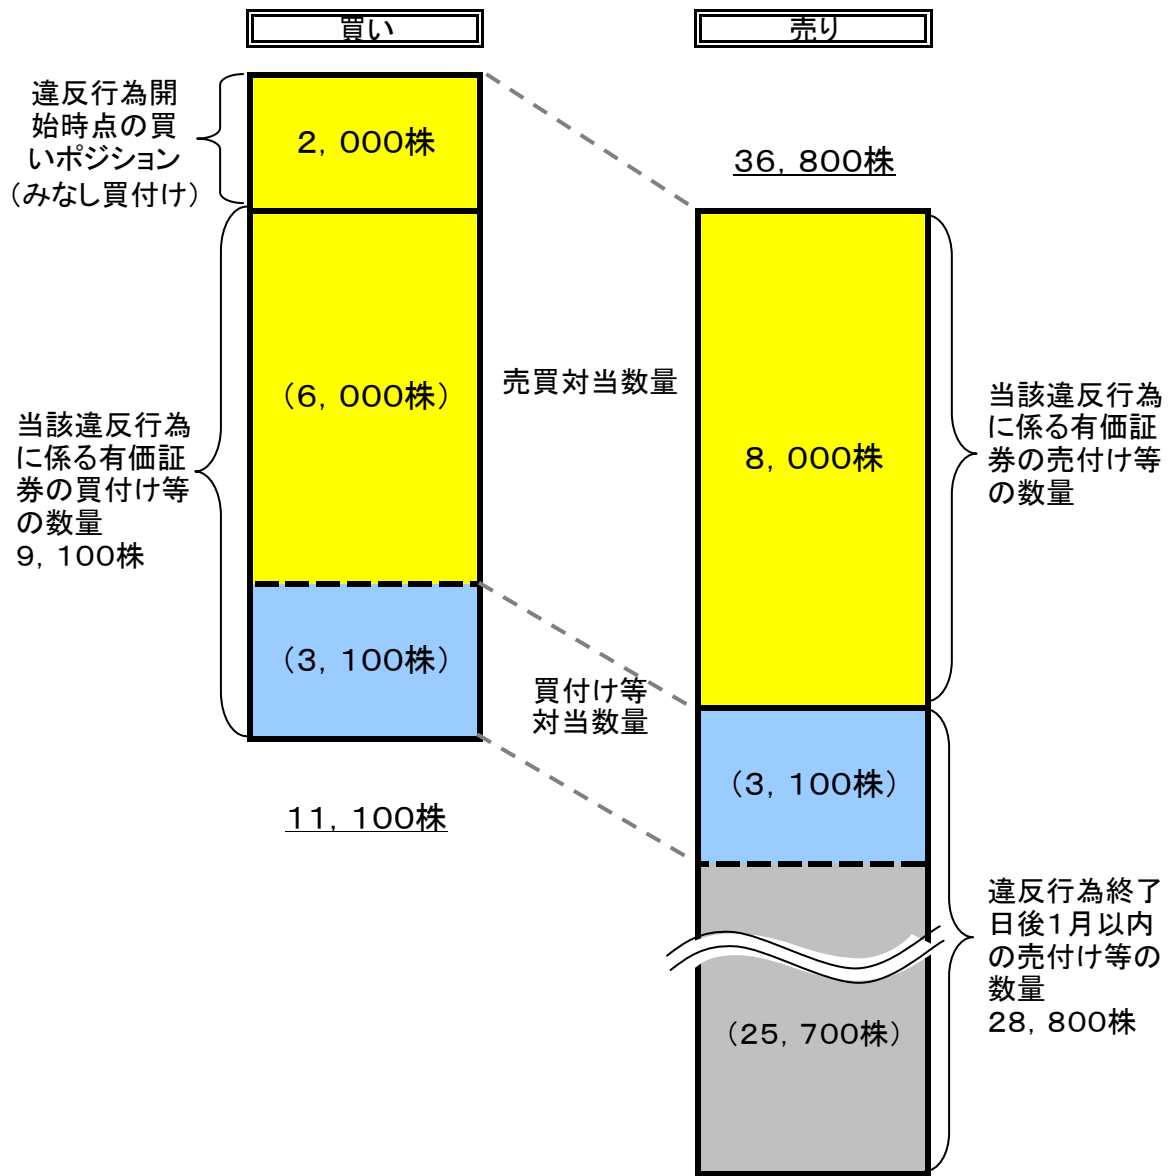 買い
売り
違反行為開
始時点の買
いポジション
（みなし買付け）
2，000株
36，800株
（6，000株）
売買対当数量
8，000株
当該違反行為
に係る有価証
券の買付け等
の数量
9，100株
当該違反行為
に係る有価証
券の売付け等
の数量
（3，100株）
買付け等
対当数量
（3，100株）
11，100株
違反行為終了
日後1月以内
の売付け等の
数量
28，800株
（25，700株）